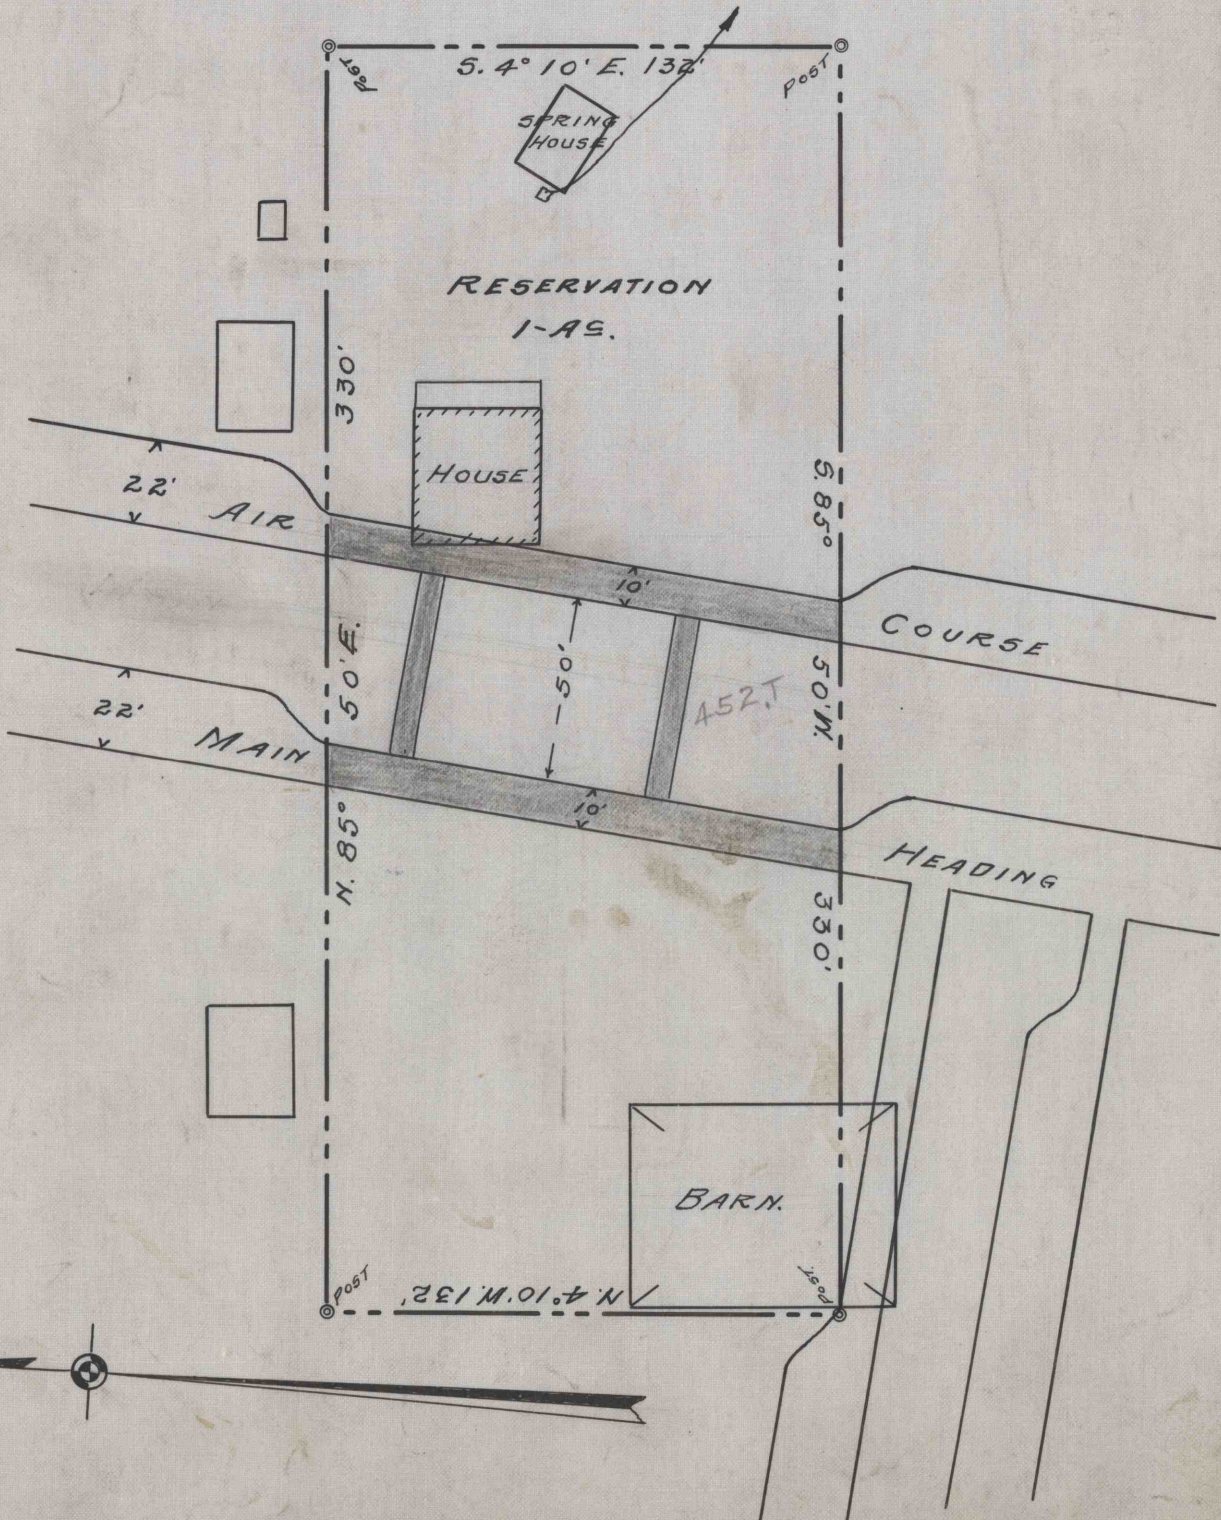 S. 4° 10' E. 132'
POST
POST
SPRING
HOUSE
RESERVATION
1-AC.
330'
HOUSE
S. 85°
22'
AIR
10'
COURSE
50' E.
50'
50' W.
452.T
22'
MAIN
10'
N. 85°
HEADING
330'
BARN.
POST
N. 4° 10' W. 132'
POST.